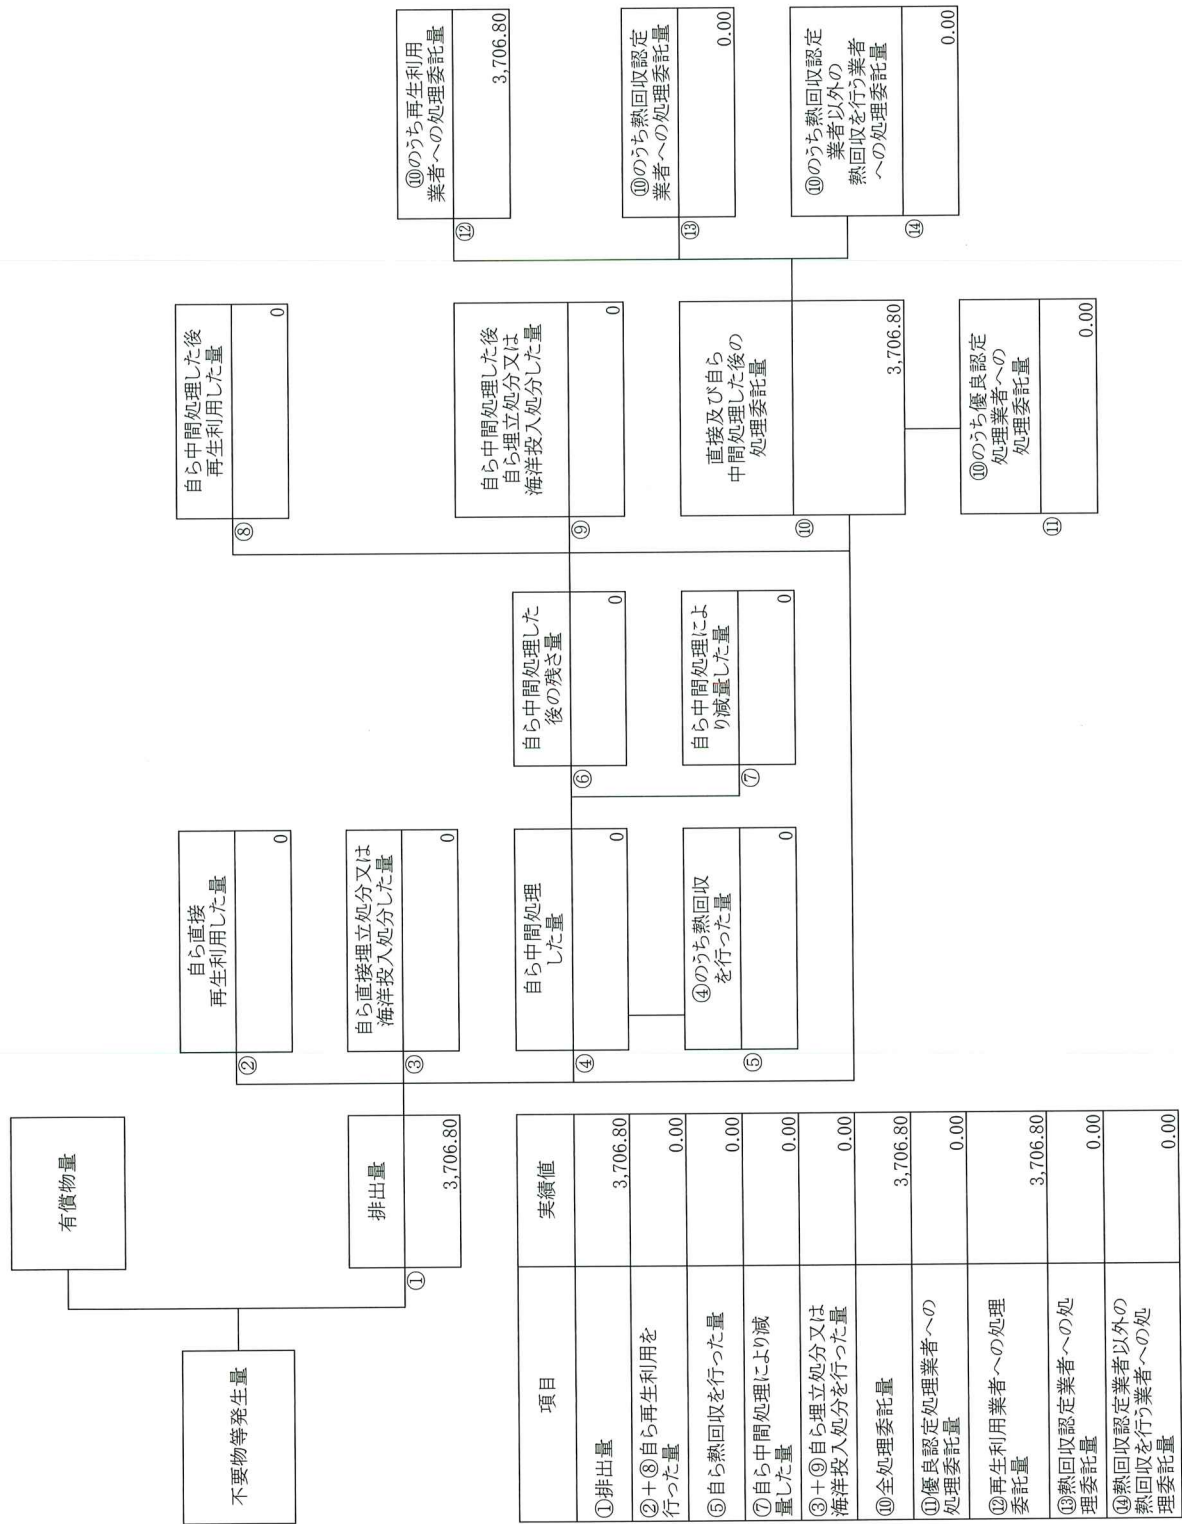 不要物等発生量
有償物量
①
排出量
3,706.80
②
自ら直接
再生利用した量
0
③
自ら直接埋立処分又は
海洋投入処分した量
0
④
自ら中間処理
した量
0
⑤
④のうち熱回収
を行った量
0
⑥
自ら中間処理した
後の残さ量
0
⑦
自ら中間処理によ
り減量した量
0
⑧
自ら中間処理した後
再生利用した量
0
⑨
自ら中間処理した後
自ら埋立処分又は
海洋投入処分した量
0
⑩
直接及び自ら
中間処理した後の
処理委託量
3,706.80
⑪
⑩のうち優良認定
処理業者への
処理委託量
0.00
⑫
⑩のうち再生利用
業者への処理委託量
3,706.80
⑬
⑩のうち熱回収認定
業者への処理委託量
0.00
⑭
⑩のうち熱回収認定
業者以外の
熱回収を行う業者
への処理委託量
0.00
項目
実績値
①排出量
3,706.80
②+⑧自ら再生利用を
行った量
0.00
⑤自ら熱回収を行った量
0.00
⑦自ら中間処理により減
量した量
0.00
③+⑨自ら埋立処分又は
海洋投入処分を行った量
0.00
⑩全処理委託量
3,706.80
⑪優良認定処理業者への
処理委託量
0.00
⑫再生利用業者への処理
委託量
3,706.80
⑬熱回収認定業者への処
理委託量
0.00
⑭熱回収認定業者以外の
熱回収を行う業者への処
理委託量
0.00